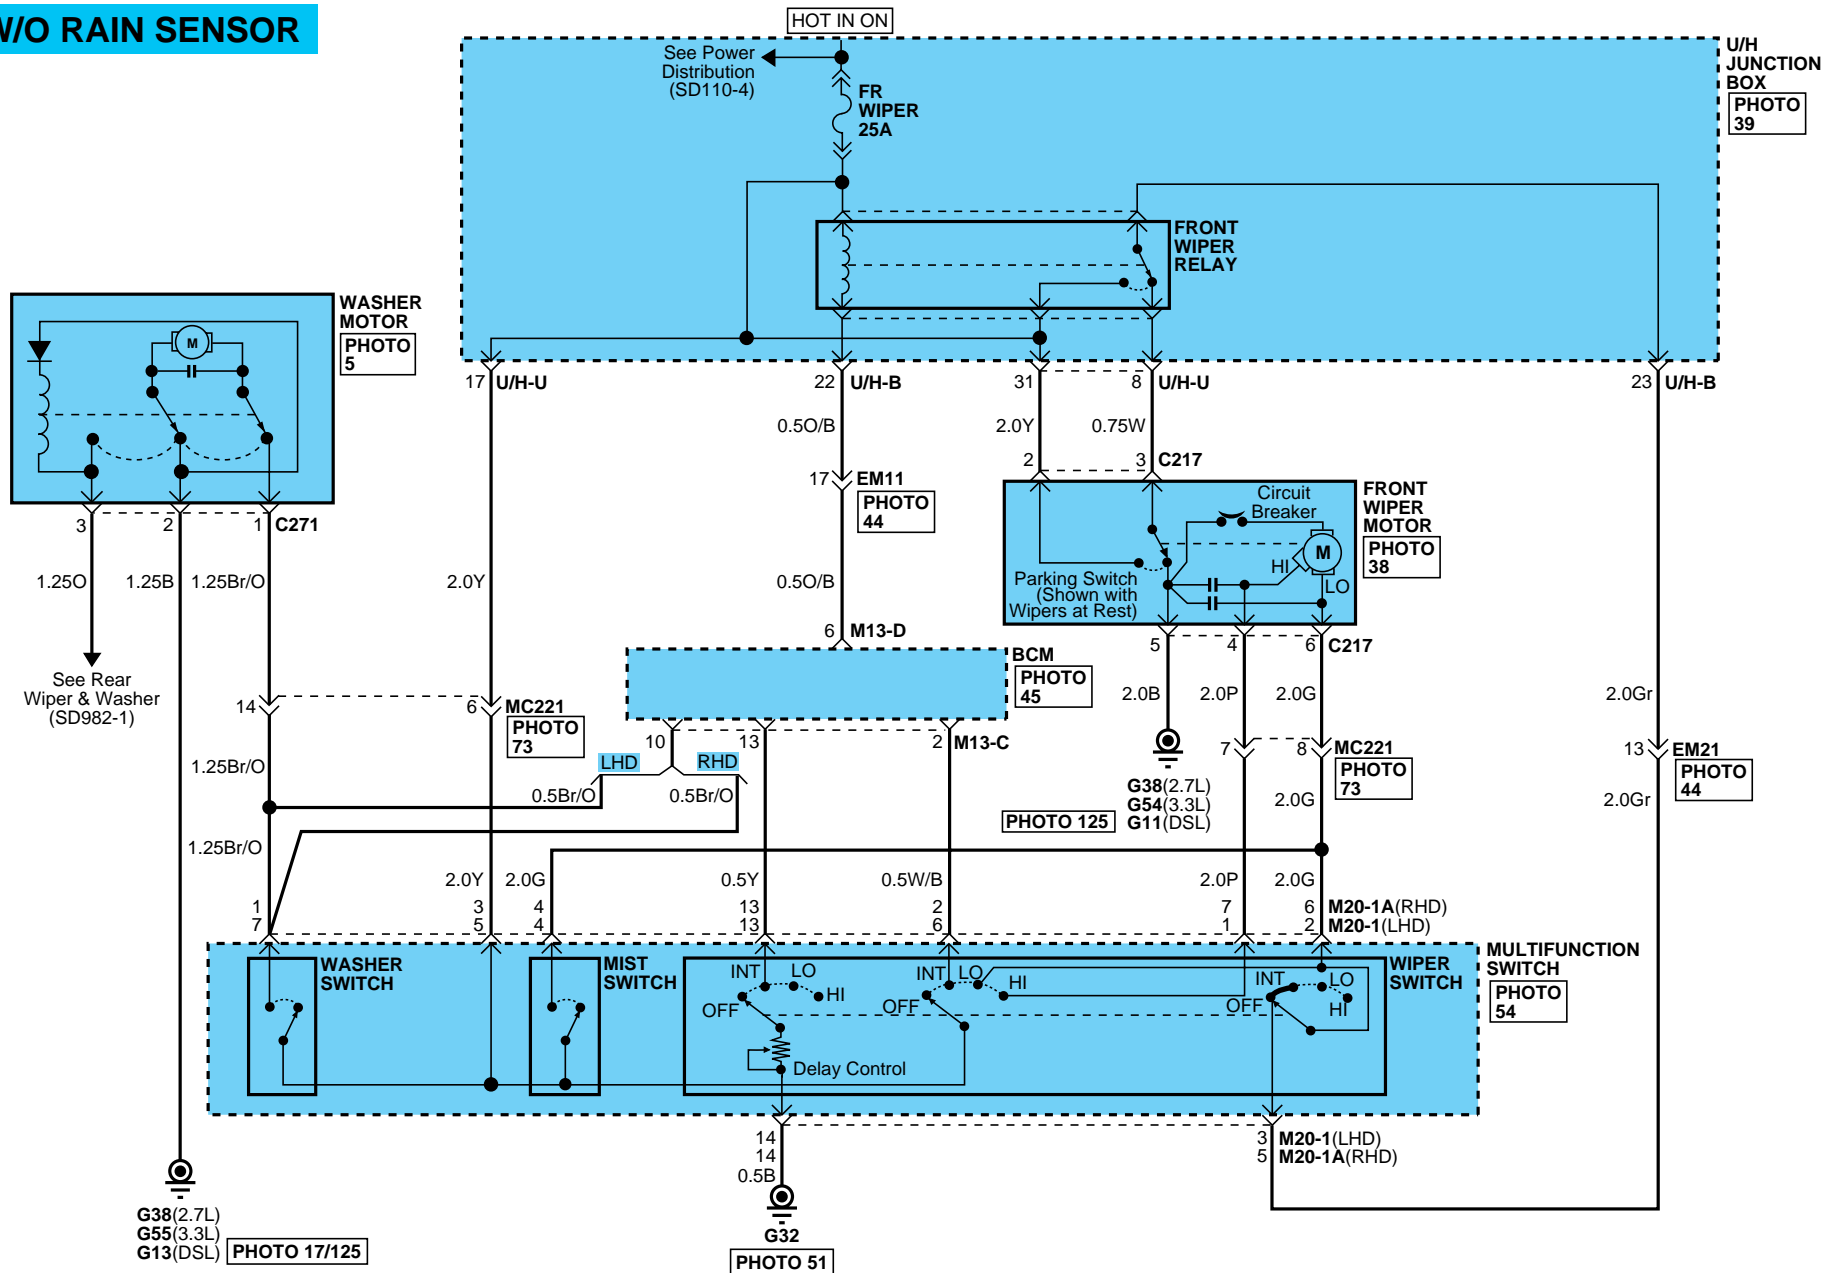 W/O RAIN SENSOR
HOT IN ON
See Power
Distribution
(SD110-4)
FR
WIPER
25A
U/H
JUNCTION
BOX
PHOTO
39
FRONT
WIPER
RELAY
WASHER
MOTOR
PHOTO
5
M
17 U/H-U
22 U/H-B
31
8 U/H-U
23 U/H-B
0.5O/B
2.0Y
0.75W
2
3 C217
17 EM11
PHOTO
44
Circuit
Breaker
M
HI
LO
Parking Switch
(Shown with
Wipers at Rest)
FRONT
WIPER
MOTOR
PHOTO
38
3
2
1 C271
1.25O
1.25B
1.25Br/O
2.0Y
0.5O/B
6 M13-D
5
4
6 C217
See Rear
Wiper & Washer
(SD982-1)
BCM
PHOTO
45
2.0B
2.0P
2.0G
2.0Gr
14
6 MC221
PHOTO
73
10
13
2 M13-C
7
8 MC221
PHOTO
73
13 EM21
PHOTO
44
LHD
RHD
1.25Br/O
0.5Br/O
0.5Br/O
G38(2.7L)
G54(3.3L)
G11(DSL)
PHOTO 125
2.0G
2.0Gr
1.25Br/O
2.0Y
2.0G
0.5Y
0.5W/B
2.0P
2.0G
1 3 4 13 2 7 6 M20-1A(RHD)
7 5 4 13 6 1 2 M20-1(LHD)
WASHER
SWITCH
MIST
SWITCH
WIPER
SWITCH
MULTIFUNCTION
SWITCH
PHOTO
54
INT LO
HI
OFF
INT LO
HI
OFF
INT
LO
HI
OFF
Delay Control
14
14
0.5B
3 M20-1(LHD)
5 M20-1A(RHD)
G38(2.7L)
G55(3.3L)
G13(DSL)
PHOTO 17/125
G32
PHOTO 51